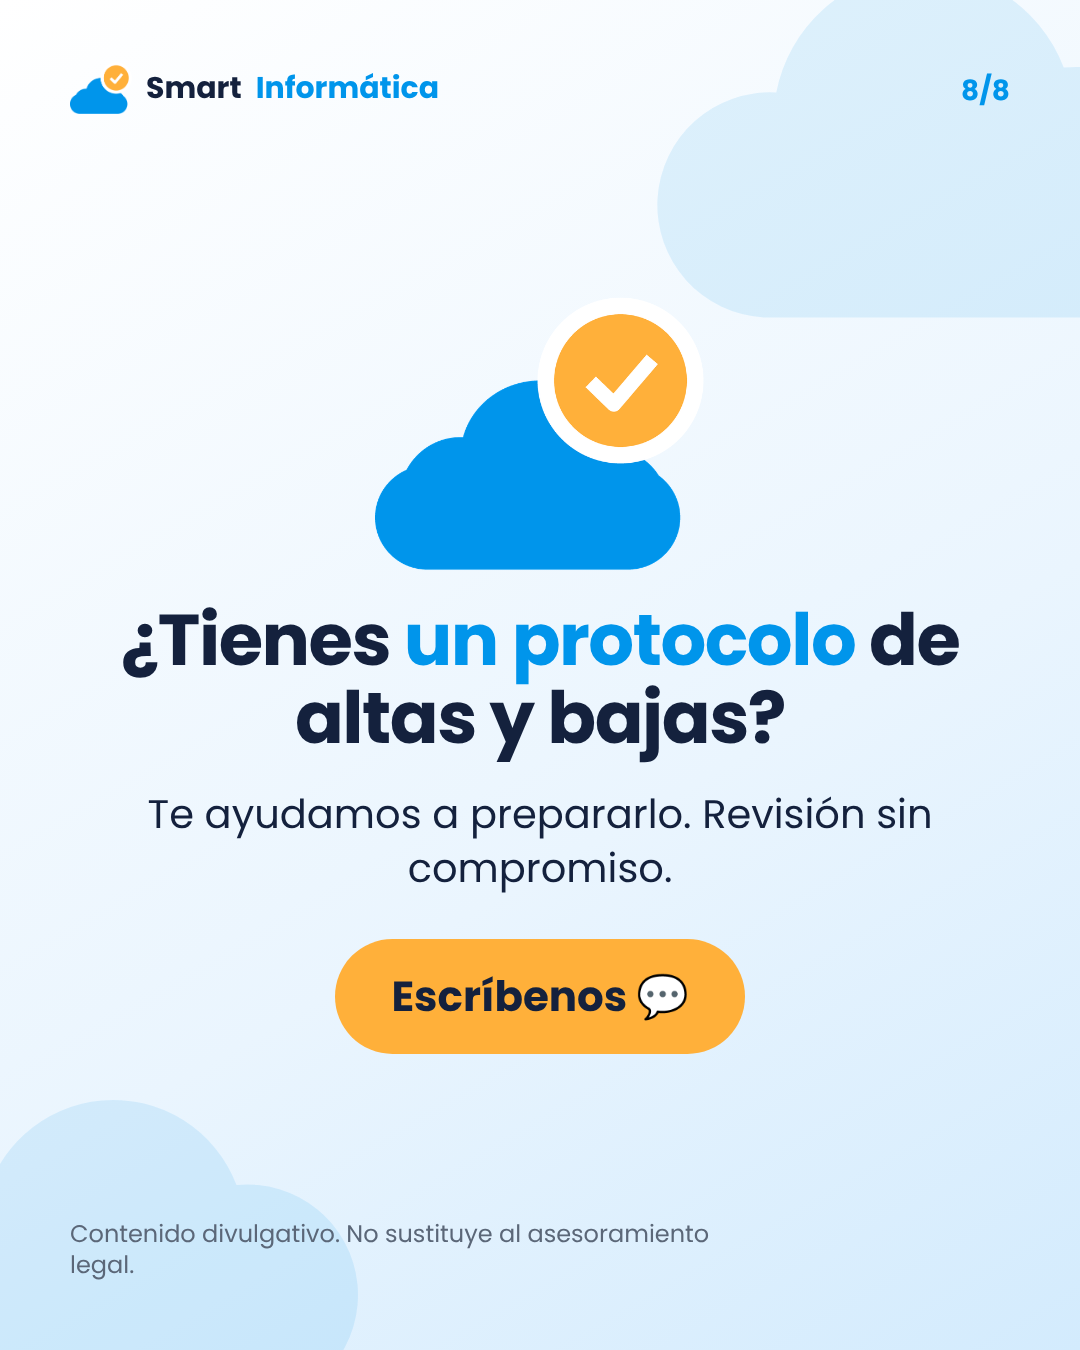 Smart Informática
8/8
¿Tienes un protocolo de
altas y bajas?
Te ayudamos a prepararlo. Revisión sin
compromiso.
Escríbenos 💬
Contenido divulgativo. No sustituye al asesoramiento
legal.